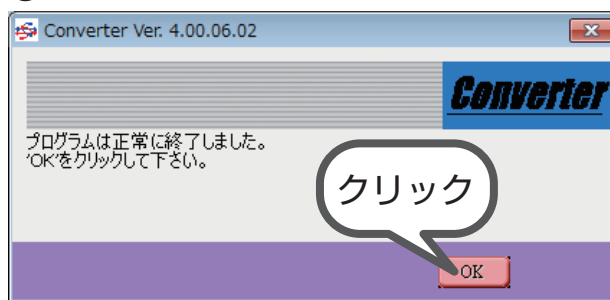 Converter Ver. 4.00.06.02
Converter
プログラムは正常に終了しました。
'OK'をクリックして下さい。
クリック
OK